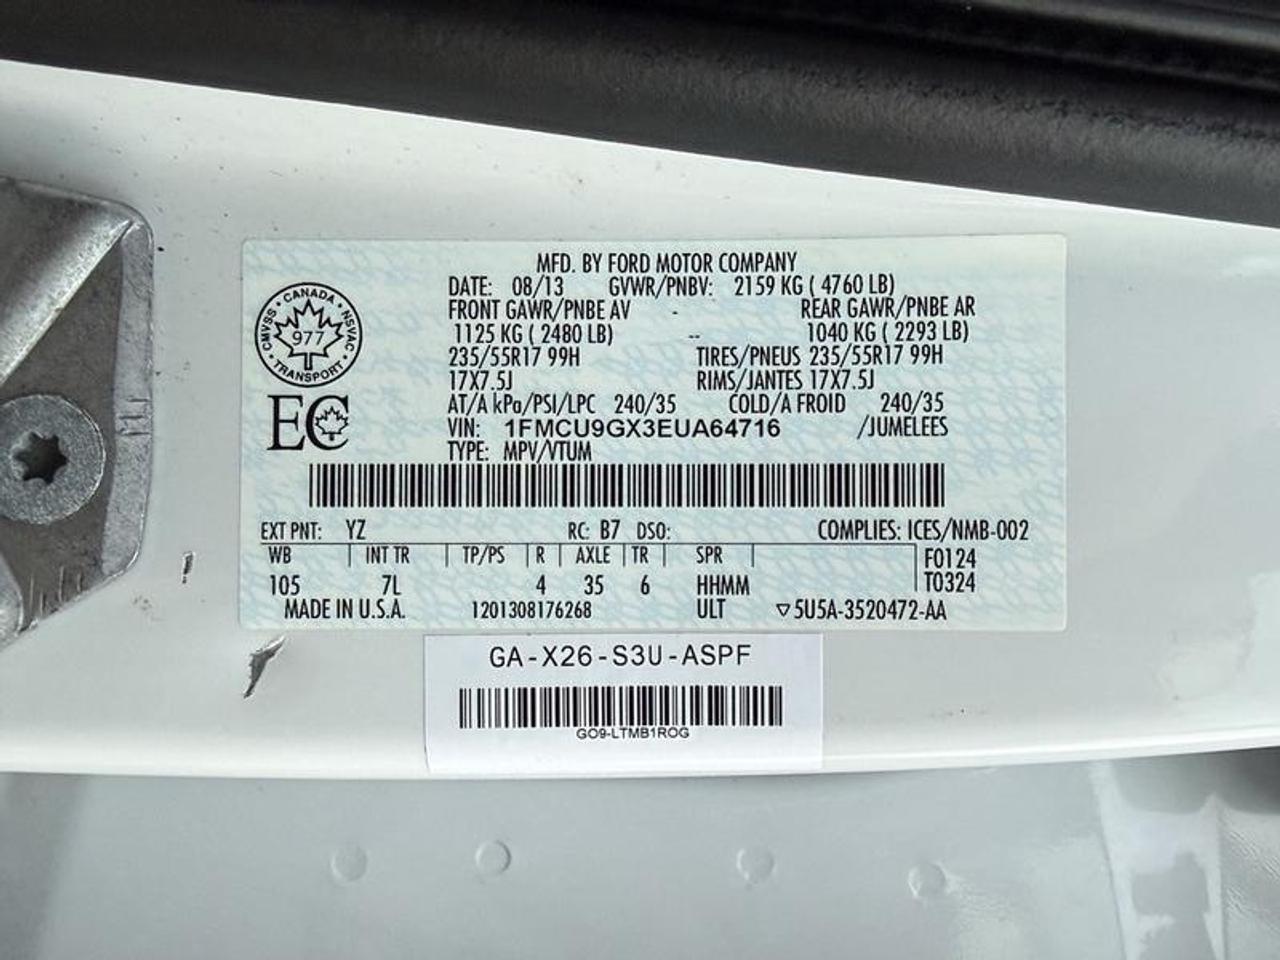 MFD. BY FORD MOTOR COMPANY
DATE: 08/13 GVWR/PNBV: 2159 KG ( 4760 LB)
FRONT GAWR/PNBE AV - REAR GAWR/PNBE AR
1125 KG ( 2480 LB) -- 1040 KG ( 2293 LB)
235/55R17 99H TIRES/PNEUS 235/55R17 99H
17X7.5J RIMS/JANTES 17X7.5J
AT/A kPa/PSI/LPC 240/35 COLD/A FROID 240/35
VIN: 1FMCU9GX3EUA64716 /JUMELEES
TYPE: MPV/VTUM
CANADA
CMVSS • NSVAC
977
TRANSPORT
EC
EXT PNT: YZ RC: B7 DSO: COMPLIES: ICES/NMB-002
WB INT TR TP/PS R AXLE TR SPR F0124
105 7L 4 35 6 HHMM T0324
MADE IN U.S.A. 1201308176268 ULT ▽5U5A-3520472-AA
GA-X26-S3U-ASPF
GO9-LTMB1ROG